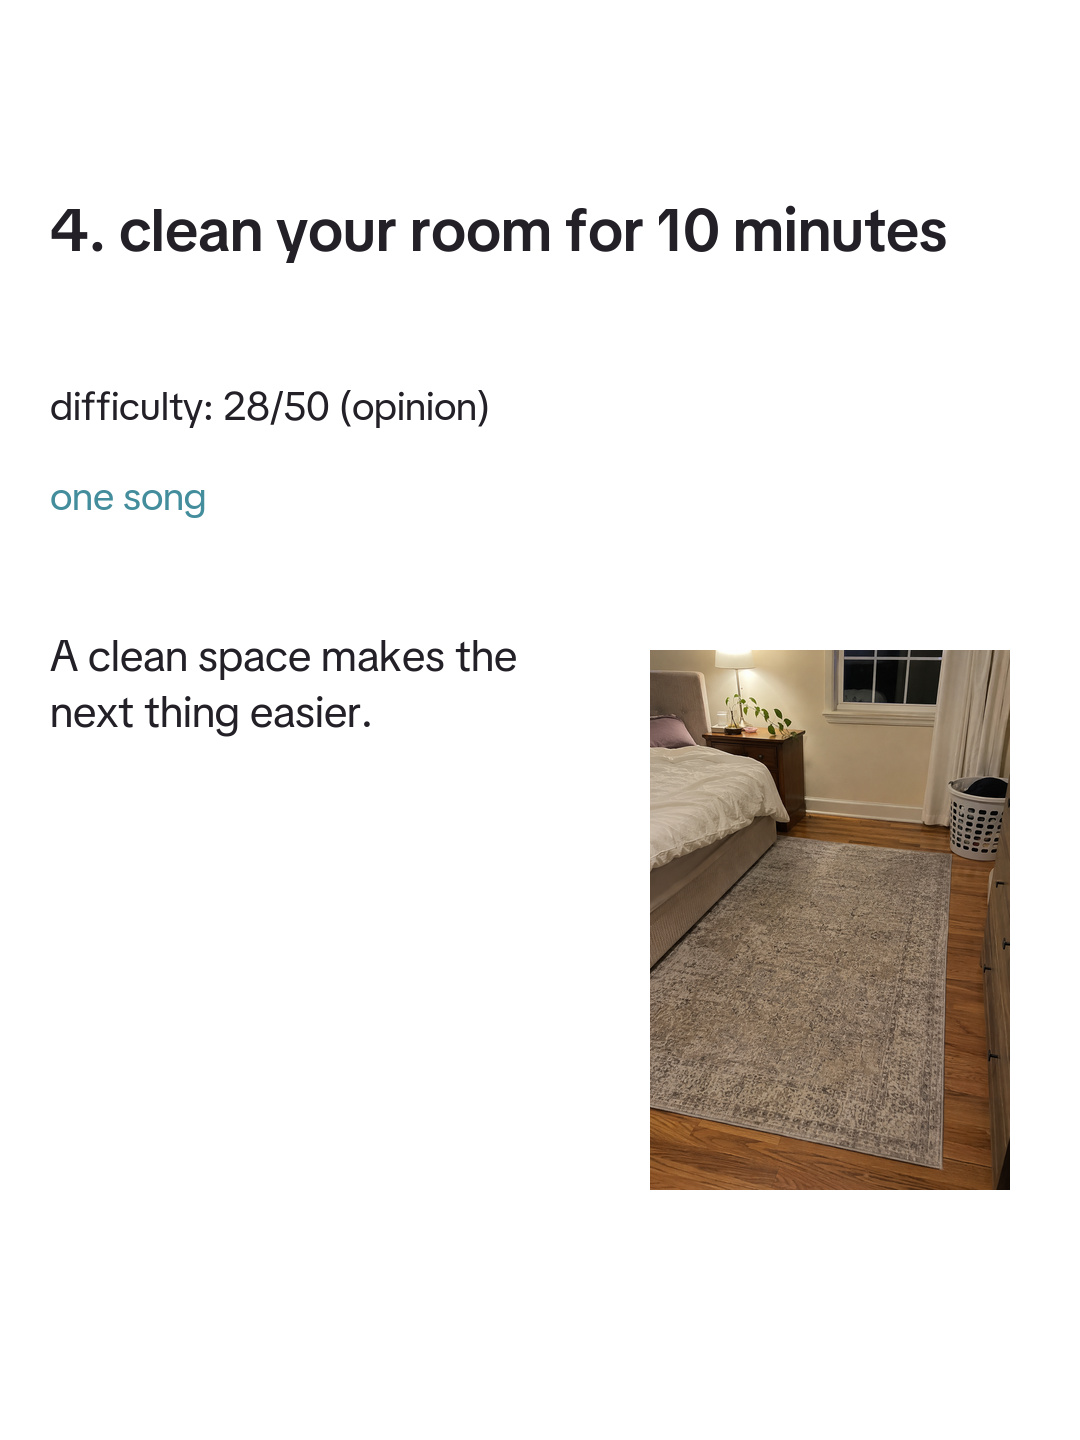 4. clean your room for 10 minutes
difficulty: 28/50 (opinion)
one song
A clean space makes the
next thing easier.